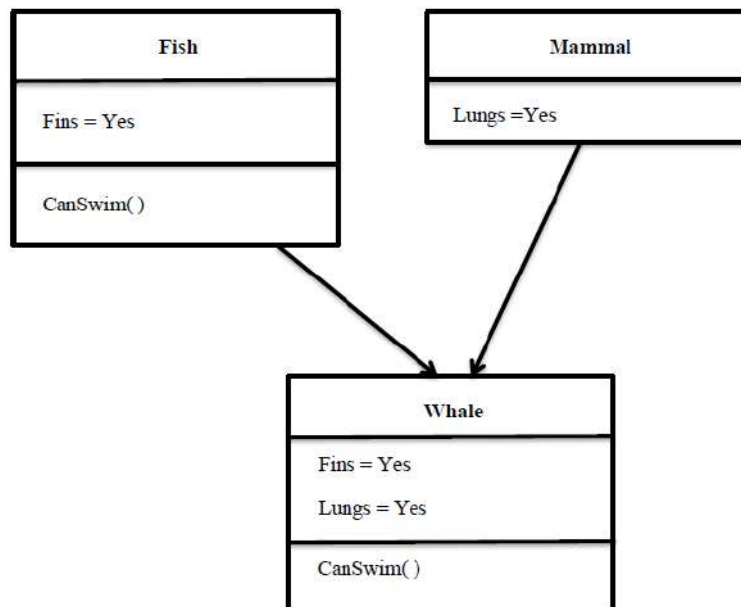 Fish
Fins = Yes
CanSwim( )
Mammal
Lungs =Yes
Whale
Fins = Yes
Lungs = Yes
CanSwim( )